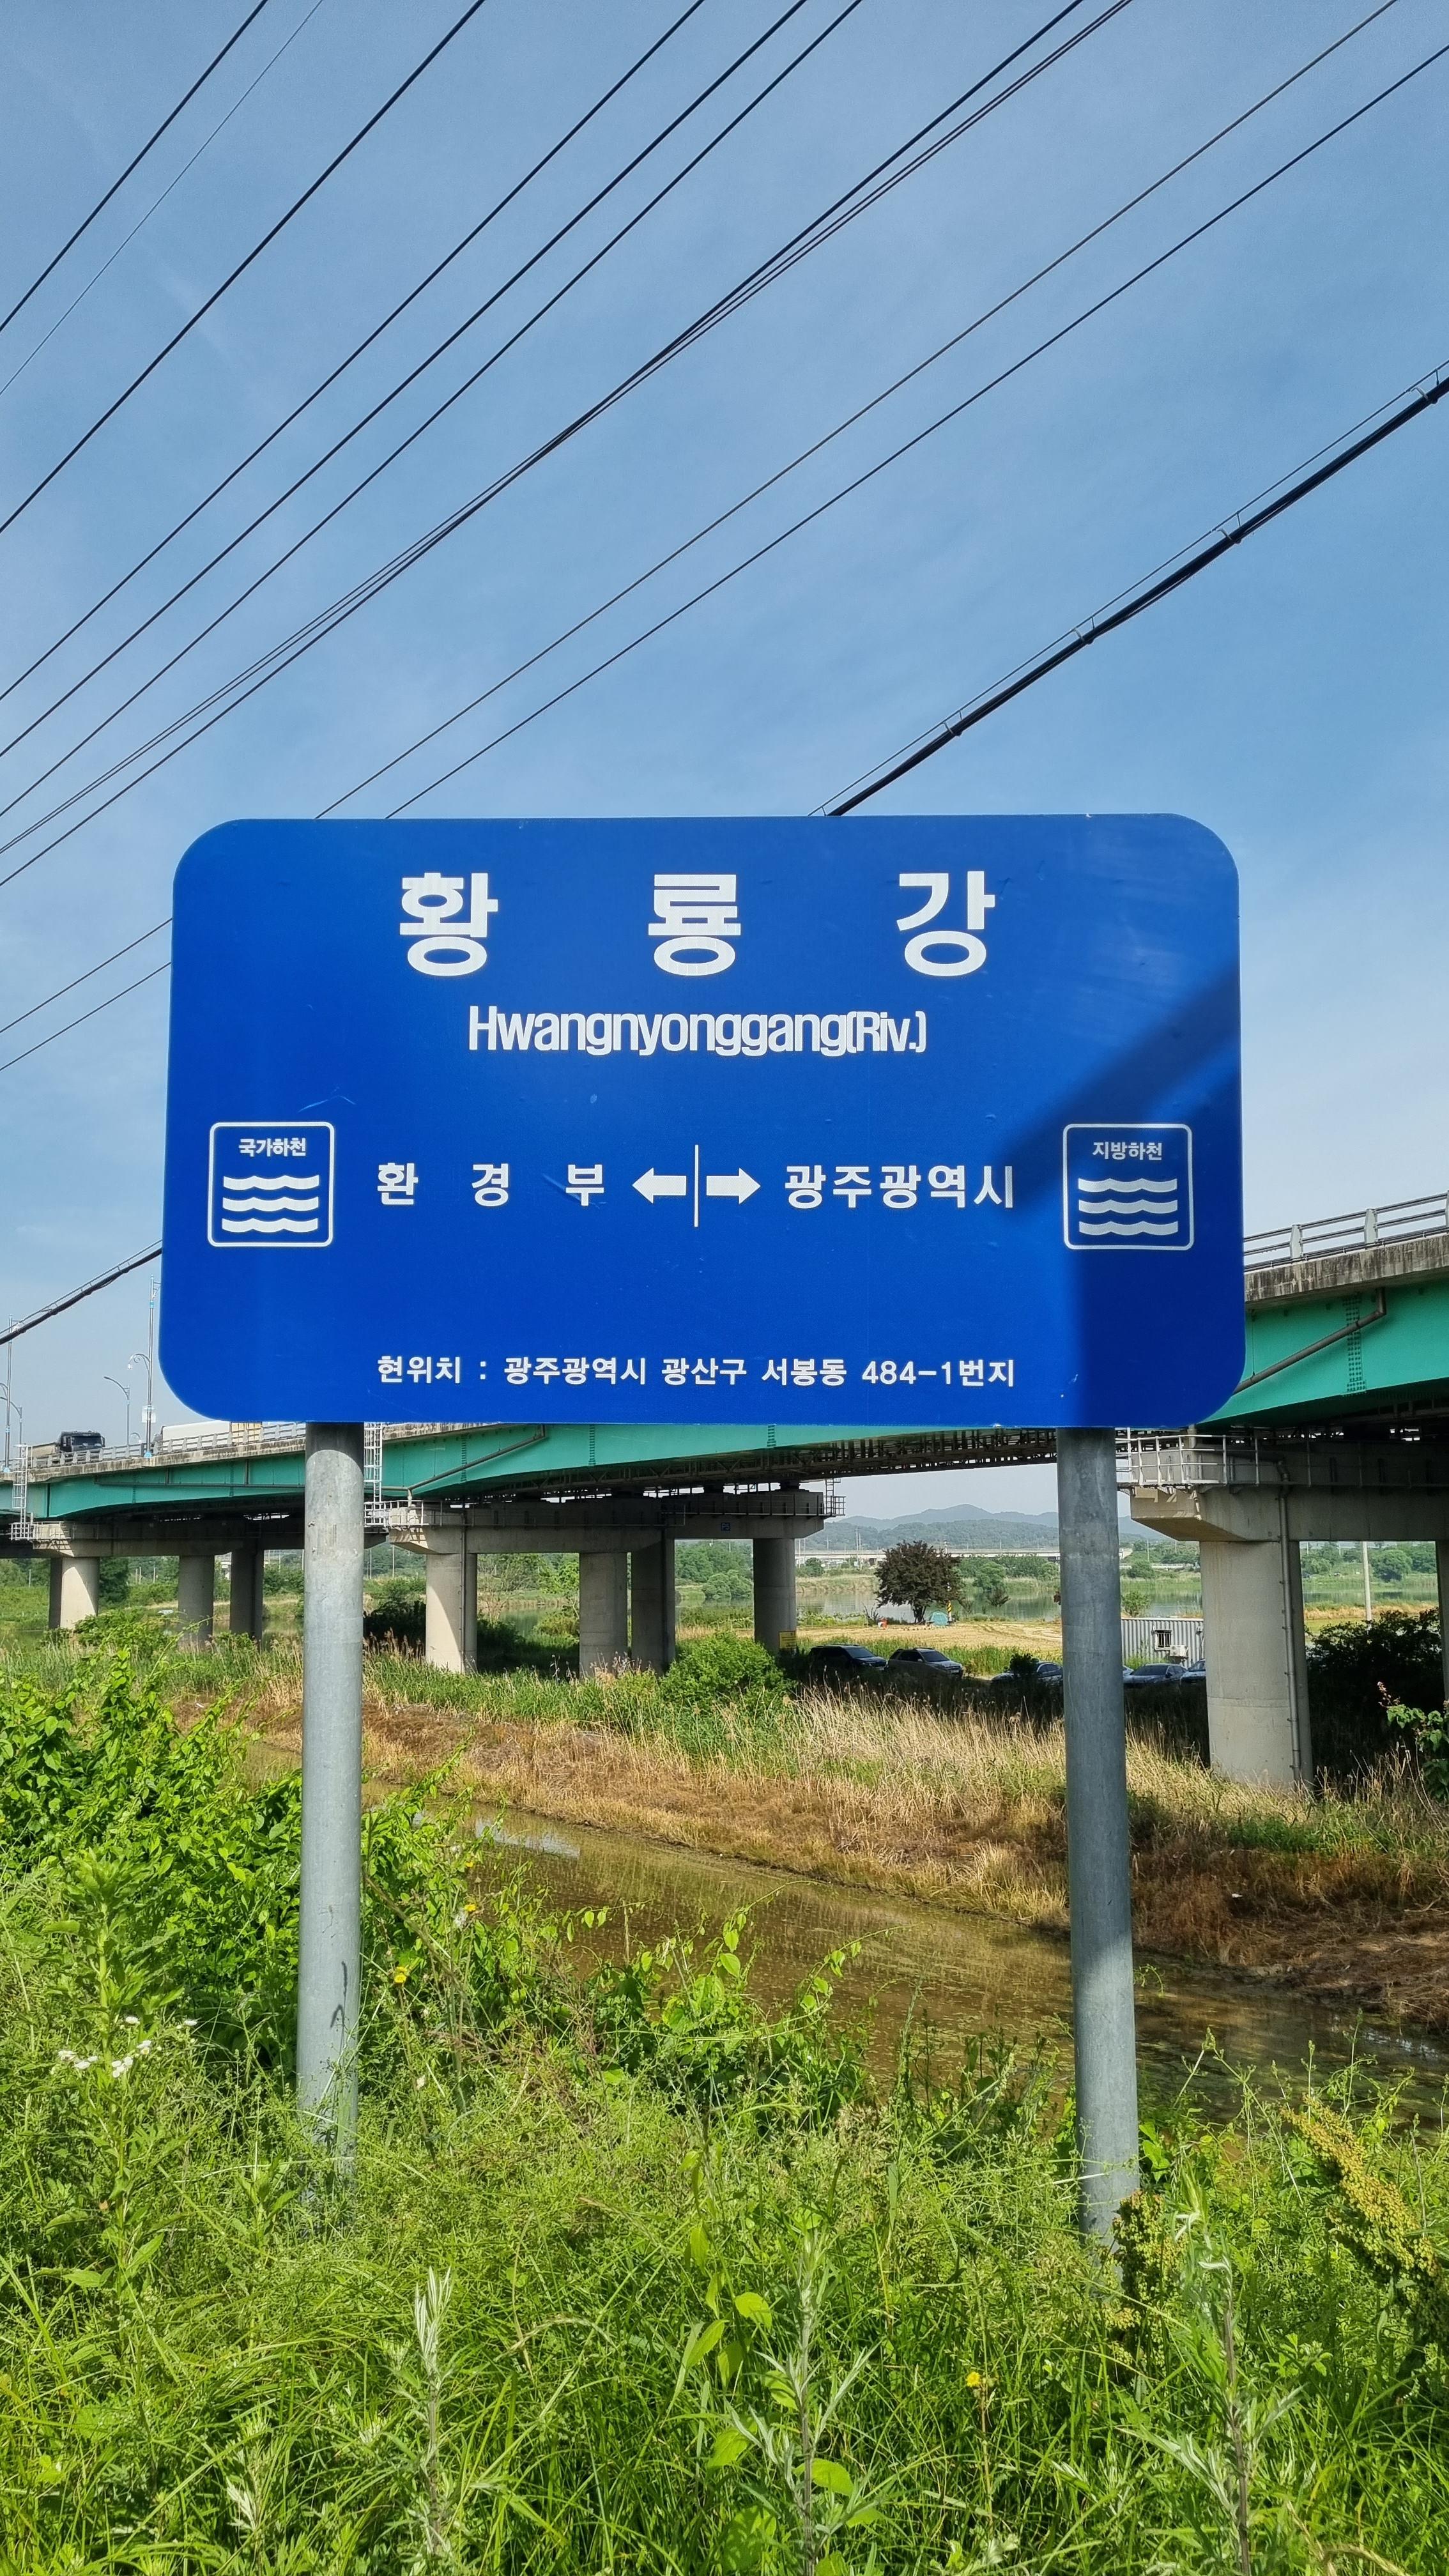 황 룡 강
Hwangnyonggang(Riv.)
국가하천
환 경 부 ←|→ 광주광역시
지방하천
현위치 : 광주광역시 광산구 서봉동 484-1번지